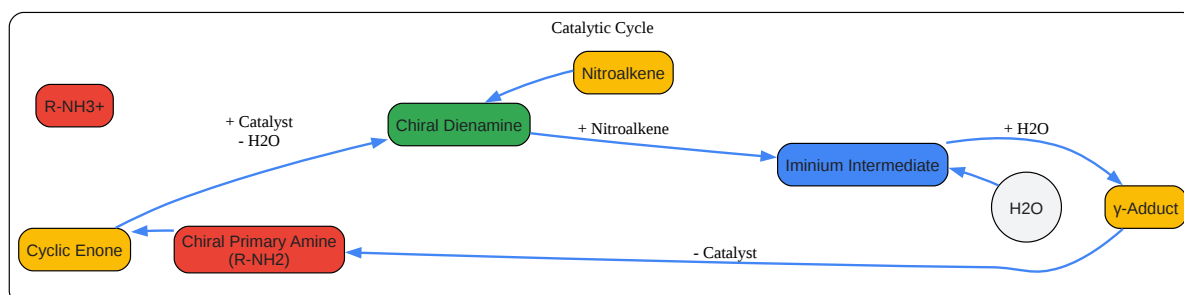 Catalytic Cycle
Nitroalkene
R-NH3+
+ Catalyst
- H2O
Chiral Dienamine
+ Nitroalkene
+ H2O
Iminium Intermediate
H2O
γ-Adduct
Cyclic Enone
Chiral Primary Amine
(R-NH2)
- Catalyst